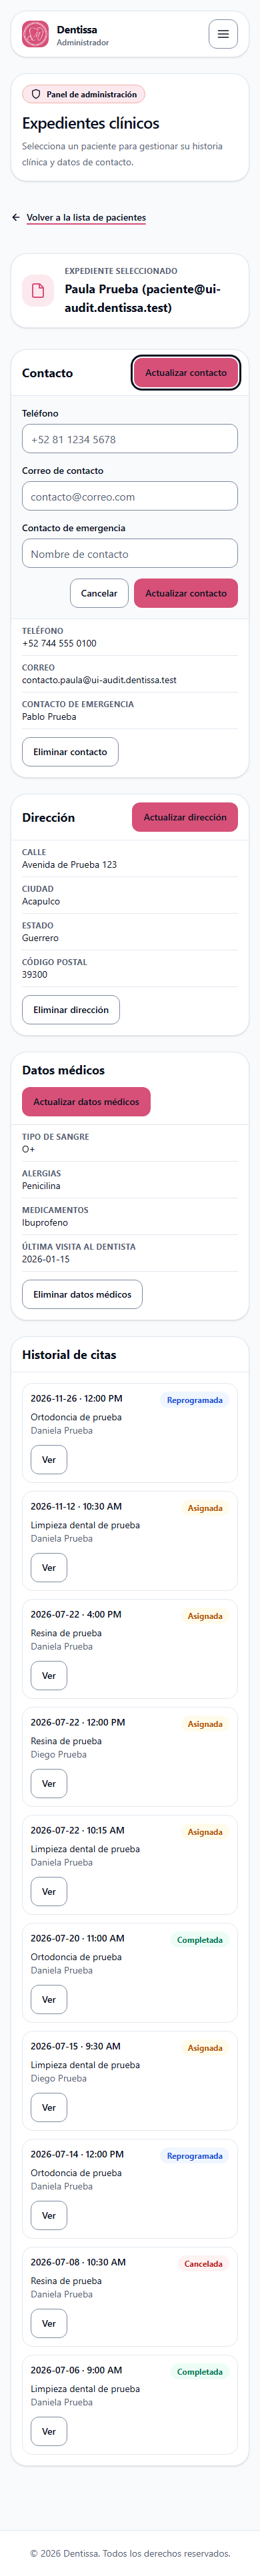 Dentissa
Administrador
Panel de administración
Expedientes clínicos
Selecciona un paciente para gestionar su historia
clínica y datos de contacto.
Volver a la lista de pacientes
EXPEDIENTE SELECCIONADO
Paula Prueba (paciente@ui-
audit.dentissa.test)
Contacto
Actualizar contacto
Teléfono
+52 81 1234 5678
Correo de contacto
contacto@correo.com
Contacto de emergencia
Nombre de contacto
Cancelar
Actualizar contacto
TELÉFONO
+52 744 555 0100
CORREO
contacto.paula@ui-audit.dentissa.test
CONTACTO DE EMERGENCIA
Pablo Prueba
Eliminar contacto
Dirección
Actualizar dirección
CALLE
Avenida de Prueba 123
CIUDAD
Acapulco
ESTADO
Guerrero
CÓDIGO POSTAL
39300
Eliminar dirección
Datos médicos
Actualizar datos médicos
TIPO DE SANGRE
O+
ALERGIAS
Penicilina
MEDICAMENTOS
Ibuprofeno
ÚLTIMA VISITA AL DENTISTA
2026-01-15
Eliminar datos médicos
Historial de citas
2026-11-26 · 12:00 PM
Reprogramada
Ortodoncia de prueba
Daniela Prueba
Ver
2026-11-12 · 10:30 AM
Asignada
Limpieza dental de prueba
Daniela Prueba
Ver
2026-07-22 · 4:00 PM
Asignada
Resina de prueba
Daniela Prueba
Ver
2026-07-22 · 12:00 PM
Asignada
Resina de prueba
Diego Prueba
Ver
2026-07-22 · 10:15 AM
Asignada
Limpieza dental de prueba
Daniela Prueba
Ver
2026-07-20 · 11:00 AM
Completada
Ortodoncia de prueba
Daniela Prueba
Ver
2026-07-15 · 9:30 AM
Asignada
Limpieza dental de prueba
Diego Prueba
Ver
2026-07-14 · 12:00 PM
Reprogramada
Ortodoncia de prueba
Daniela Prueba
Ver
2026-07-08 · 10:30 AM
Cancelada
Resina de prueba
Daniela Prueba
Ver
2026-07-06 · 9:00 AM
Completada
Limpieza dental de prueba
Daniela Prueba
Ver
© 2026 Dentissa. Todos los derechos reservados.